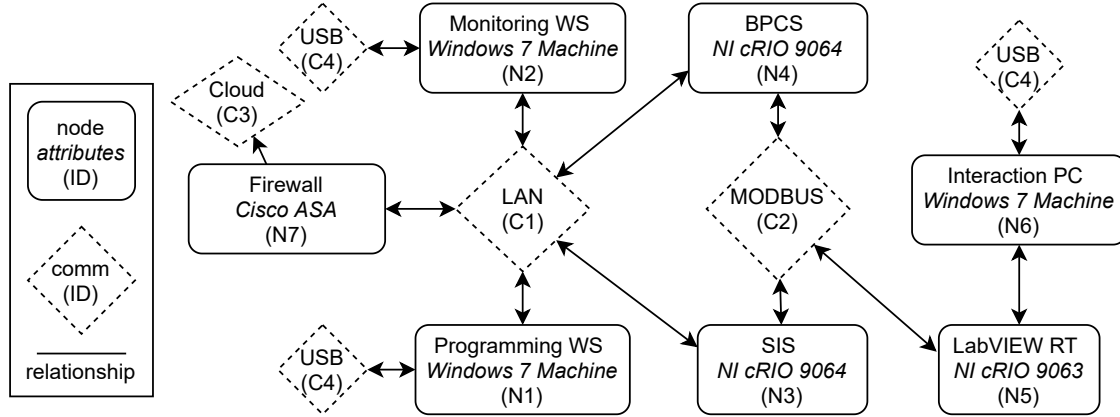 node
attributes
(ID)
comm
(ID)
relationship
USB
(C4)
Cloud
(C3)
Monitoring WS
Windows 7 Machine
(N2)
BPCS
NI cRIO 9064
(N4)
USB
(C4)
Firewall
Cisco ASA
(N7)
LAN
(C1)
MODBUS
(C2)
Interaction PC
Windows 7 Machine
(N6)
USB
(C4)
Programming WS
Windows 7 Machine
(N1)
SIS
NI cRIO 9064
(N3)
LabVIEW RT
NI cRIO 9063
(N5)